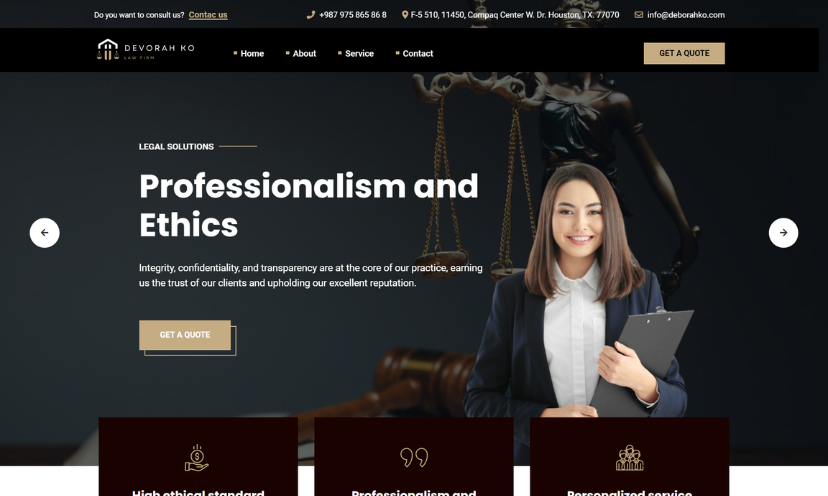 Do you want to consult us? Contac us
+987 975 865 86 8
F-5 510, 11450, Compaq Center W. Dr. Houston, TX. 77070
info@deborahko.com
DEVORAH KO
LAW FIRM
Home
About
Service
Contact
GET A QUOTE
LEGAL SOLUTIONS
Professionalism and
Ethics
Integrity, confidentiality, and transparency are at the core of our practice, earning
us the trust of our clients and upholding our excellent reputation.
GET A QUOTE
High ethical standard
Professionalism and
Personalized service